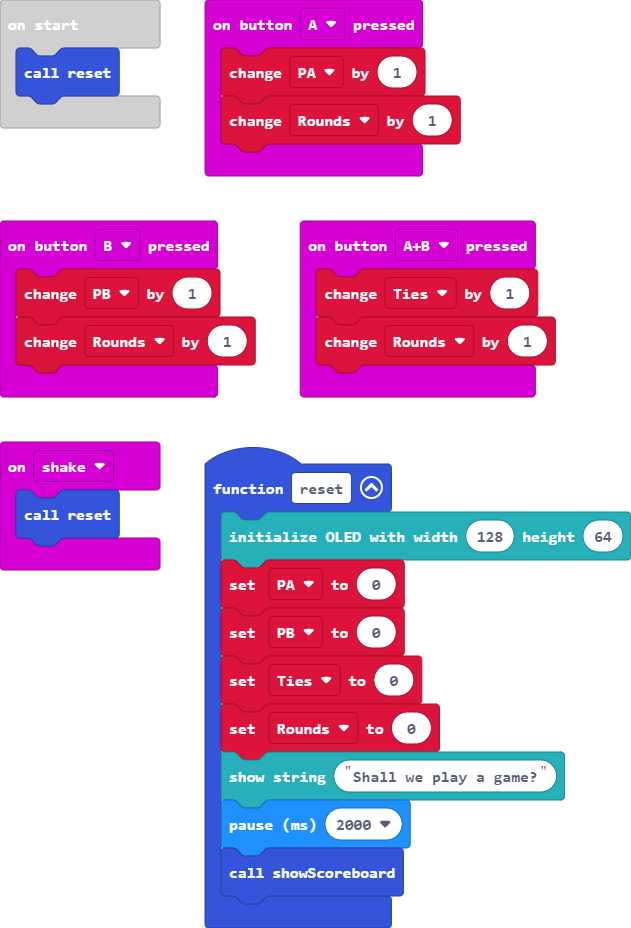 on start
call reset
on button A pressed
change PA by 1
change Rounds by 1
on button B pressed
change PB by 1
change Rounds by 1
on button A+B pressed
change Ties by 1
change Rounds by 1
on shake
call reset
function reset
initialize OLED with width 128 height 64
set PA to 0
set PB to 0
set Ties to 0
set Rounds to 0
show string "Shall we play a game?"
pause (ms) 2000
call showScoreboard